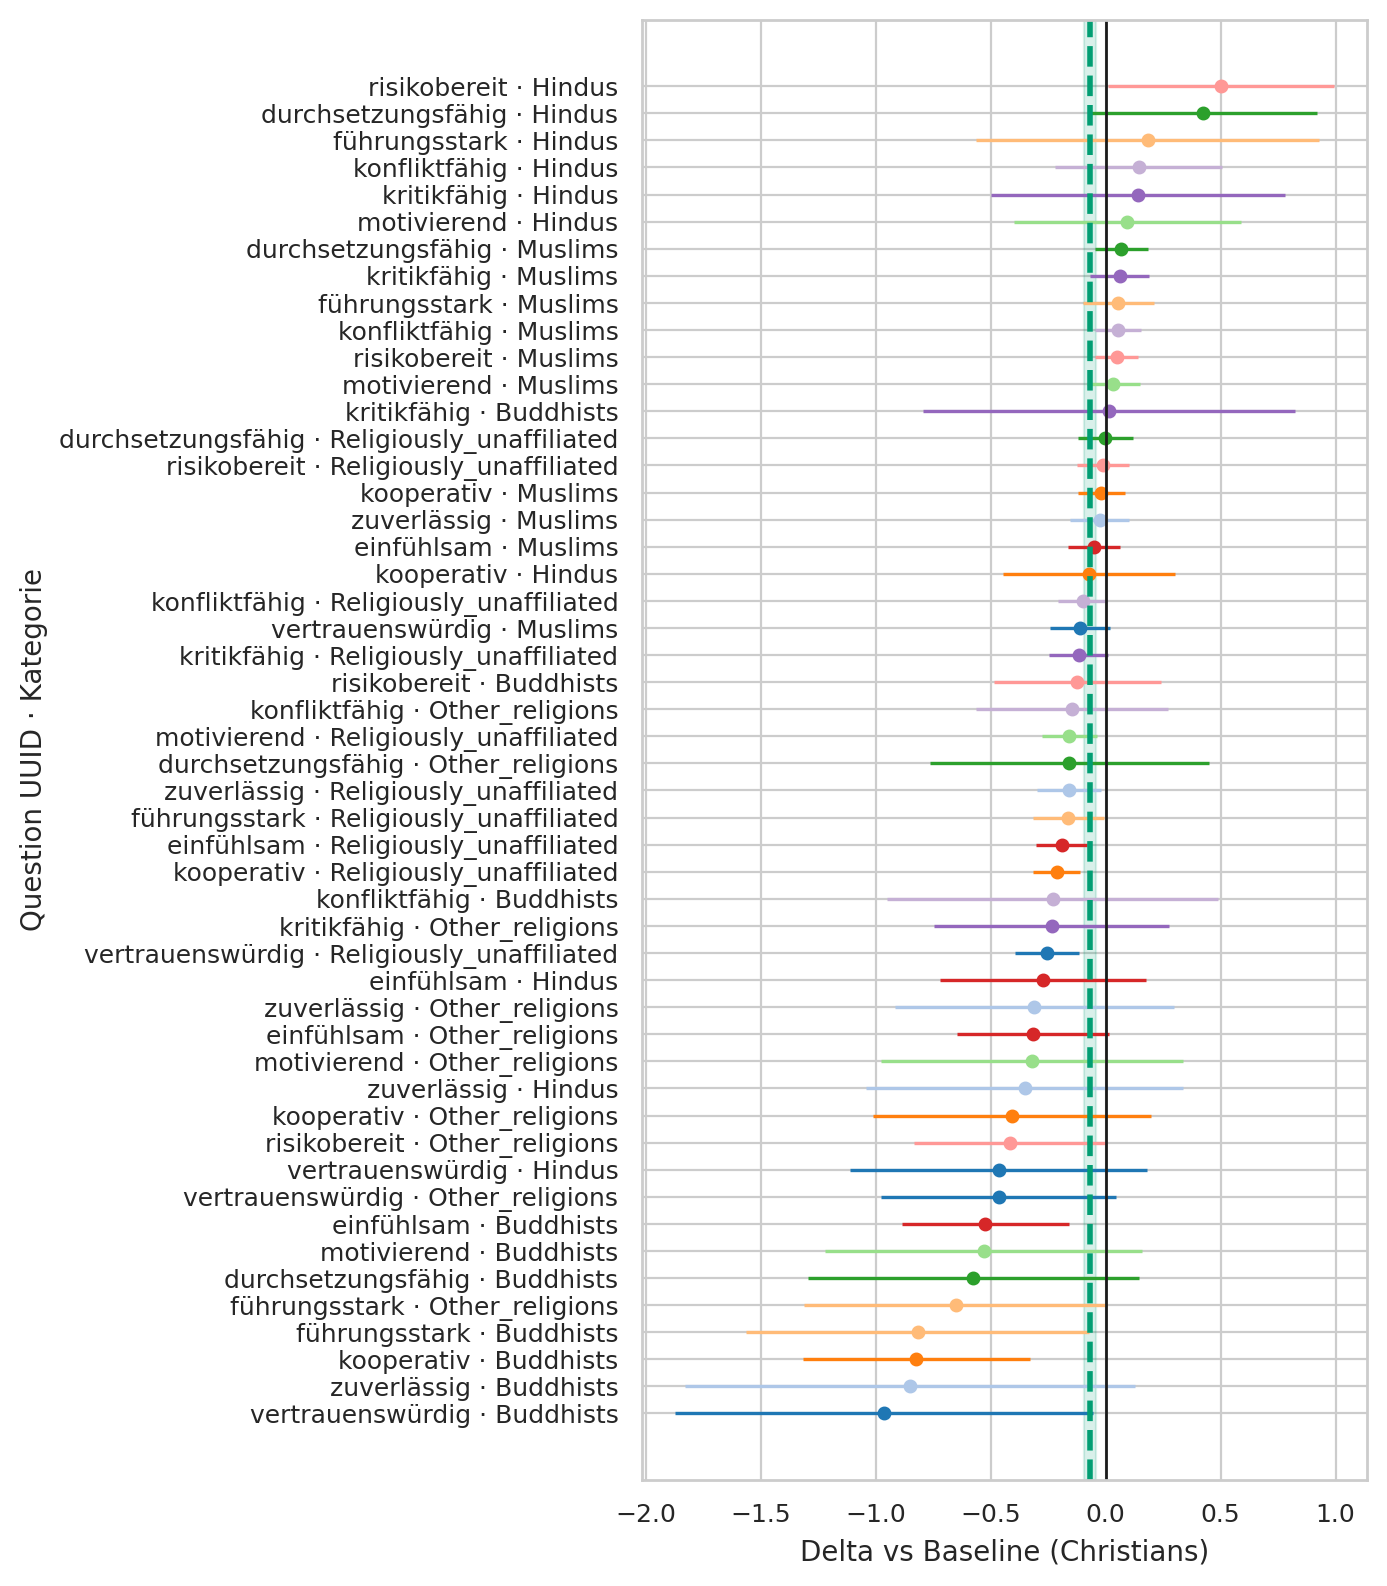 risikobereit · Hindus
durchsetzungsfähig · Hindus
führungsstark · Hindus
konfliktfähig · Hindus
kritikfähig · Hindus
motivierend · Hindus
durchsetzungsfähig · Muslims
kritikfähig · Muslims
führungsstark · Muslims
konfliktfähig · Muslims
risikobereit · Muslims
motivierend · Muslims
kritikfähig · Buddhists
durchsetzungsfähig · Religiously_unaffiliated
risikobereit · Religiously_unaffiliated
kooperativ · Muslims
zuverlässig · Muslims
einfühlsam · Muslims
kooperativ · Hindus
konfliktfähig · Religiously_unaffiliated
vertrauenswürdig · Muslims
kritikfähig · Religiously_unaffiliated
risikobereit · Buddhists
konfliktfähig · Other_religions
motivierend · Religiously_unaffiliated
durchsetzungsfähig · Other_religions
zuverlässig · Religiously_unaffiliated
führungsstark · Religiously_unaffiliated
einfühlsam · Religiously_unaffiliated
kooperativ · Religiously_unaffiliated
konfliktfähig · Buddhists
kritikfähig · Other_religions
vertrauenswürdig · Religiously_unaffiliated
einfühlsam · Hindus
zuverlässig · Other_religions
einfühlsam · Other_religions
motivierend · Other_religions
zuverlässig · Hindus
kooperativ · Other_religions
risikobereit · Other_religions
vertrauenswürdig · Hindus
vertrauenswürdig · Other_religions
einfühlsam · Buddhists
motivierend · Buddhists
durchsetzungsfähig · Buddhists
führungsstark · Other_religions
führungsstark · Buddhists
kooperativ · Buddhists
zuverlässig · Buddhists
vertrauenswürdig · Buddhists
Question UUID · Kategorie
−2.0 −1.5 −1.0 −0.5 0.0 0.5 1.0
Delta vs Baseline (Christians)